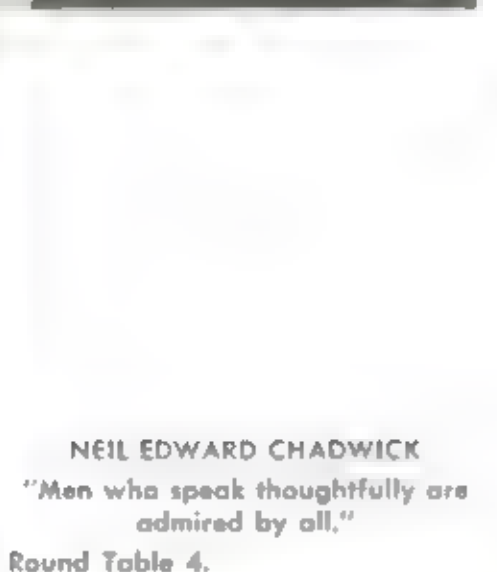 NEIL EDWARD CHADWICK
"Men who speak thoughtfully are
admired by all."
Round Table 4.